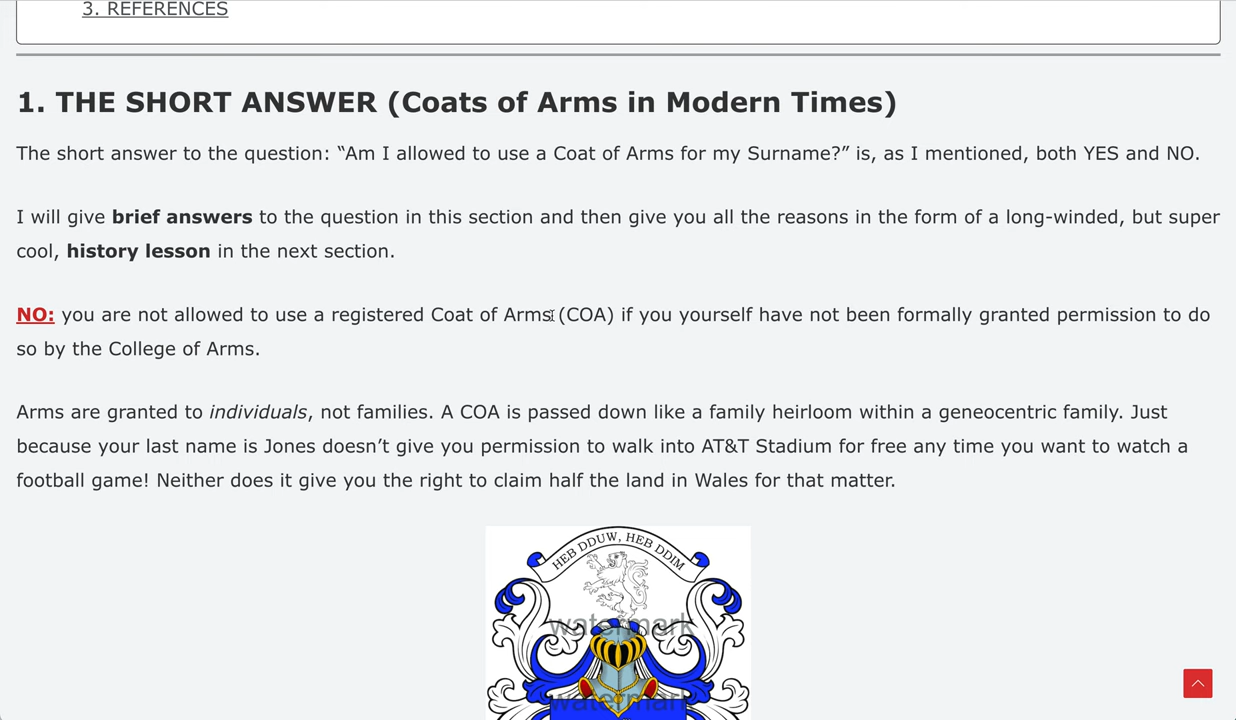 3. REFERENCES
1. THE SHORT ANSWER (Coats of Arms in Modern Times)
The short answer to the question: “Am I allowed to use a Coat of Arms for my Surname?” is, as I mentioned, both YES and NO.
I will give brief answers to the question in this section and then give you all the reasons in the form of a long-winded, but super
cool, history lesson in the next section.
NO: you are not allowed to use a registered Coat of Arms (COA) if you yourself have not been formally granted permission to do
so by the College of Arms.
Arms are granted to individuals, not families. A COA is passed down like a family heirloom within a geneocentric family. Just
because your last name is Jones doesn’t give you permission to walk into AT&T Stadium for free any time you want to watch a
football game! Neither does it give you the right to claim half the land in Wales for that matter.
HEB DDUW, HEB DDIM
watermark
watermark